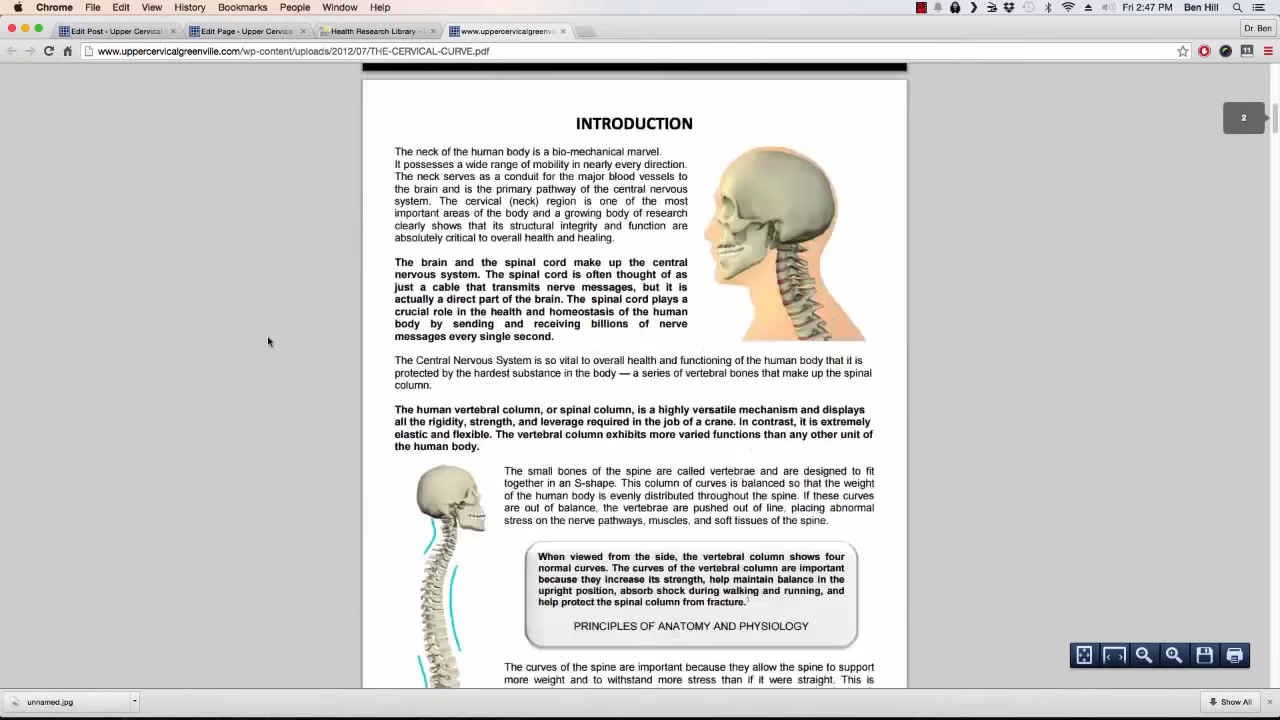 Chrome File Edit View History Bookmarks People Window Help Fri 2:47 PM Ben Hill
Edit Post ‹ Upper Cervical Edit Page ‹ Upper Cervical Health Research Library - www.uppercervicalgreenvill Dr. Ben
www.uppercervicalgreenville.com/wp-content/uploads/2012/07/THE-CERVICAL-CURVE.pdf 11
2
INTRODUCTION
The neck of the human body is a bio-mechanical marvel.
It possesses a wide range of mobility in nearly every direction.
The neck serves as a conduit for the major blood vessels to
the brain and is the primary pathway of the central nervous
system. The cervical (neck) region is one of the most
important areas of the body and a growing body of research
clearly shows that its structural integrity and function are
absolutely critical to overall health and healing.
The brain and the spinal cord make up the central
nervous system. The spinal cord is often thought of as
just a cable that transmits nerve messages, but it is
actually a direct part of the brain. The spinal cord plays a
crucial role in the health and homeostasis of the human
body by sending and receiving billions of nerve
messages every single second.
The Central Nervous System is so vital to overall health and functioning of the human body that it is
protected by the hardest substance in the body — a series of vertebral bones that make up the spinal
column.
The human vertebral column, or spinal column, is a highly versatile mechanism and displays
all the rigidity, strength, and leverage required in the job of a crane. In contrast, it is extremely
elastic and flexible. The vertebral column exhibits more varied functions than any other unit of
the human body.
The small bones of the spine are called vertebrae and are designed to fit
together in an S-shape. This column of curves is balanced so that the weight
of the human body is evenly distributed throughout the spine. If these curves
are out of balance, the vertebrae are pushed out of line, placing abnormal
stress on the nerve pathways, muscles, and soft tissues of the spine.
When viewed from the side, the vertebral column shows four
normal curves. The curves of the vertebral column are important
because they increase its strength, help maintain balance in the
upright position, absorb shock during walking and running, and
help protect the spinal column from fracture.
PRINCIPLES OF ANATOMY AND PHYSIOLOGY
The curves of the spine are important because they allow the spine to support
more weight and to withstand more stress than if it were straight. This is
unnamed.jpg Show All